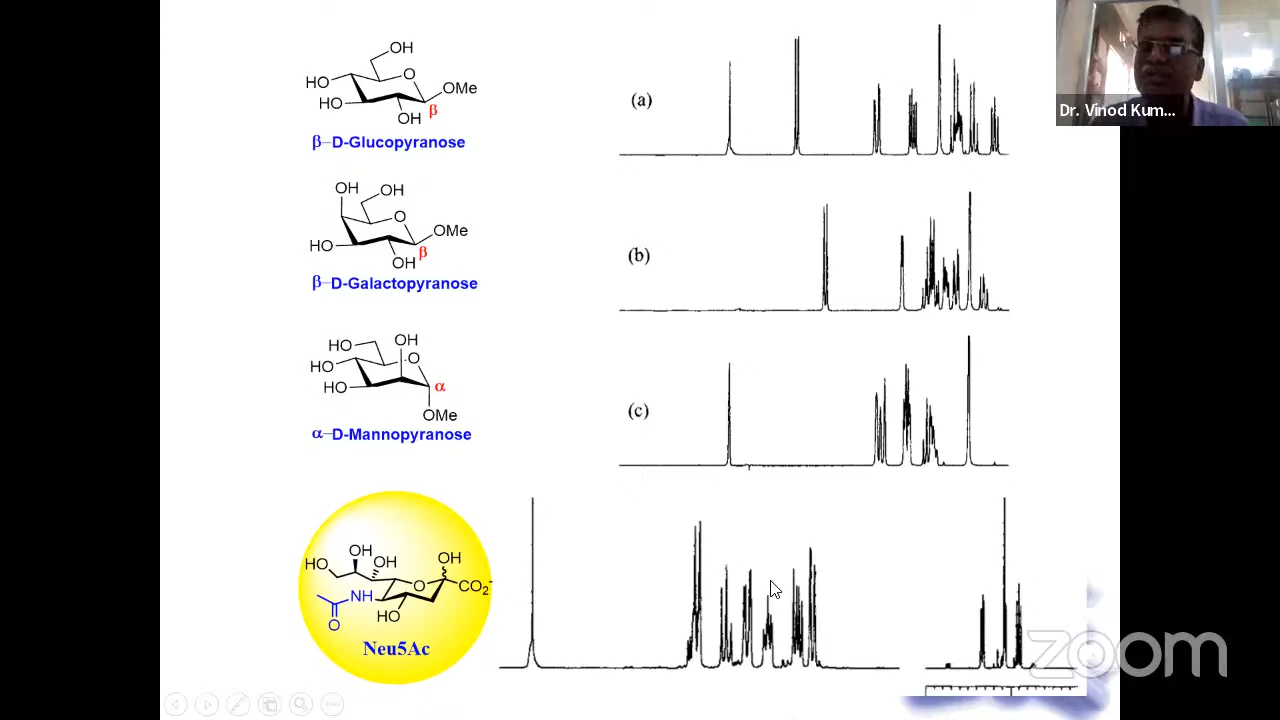 OH
HO
O
OMe
HO
OH
β
β–D-Glucopyranose
(a)
Dr. Vinod Kum...
OH
OH
O
OMe
HO
OH
β
β–D-Galactopyranose
(b)
OH
HO
O
HO
HO
α
OMe
α–D-Mannopyranose
(c)
OH
HO
OH
OH
O
CO2-
NH
HO
O
Neu5Ac
zoom